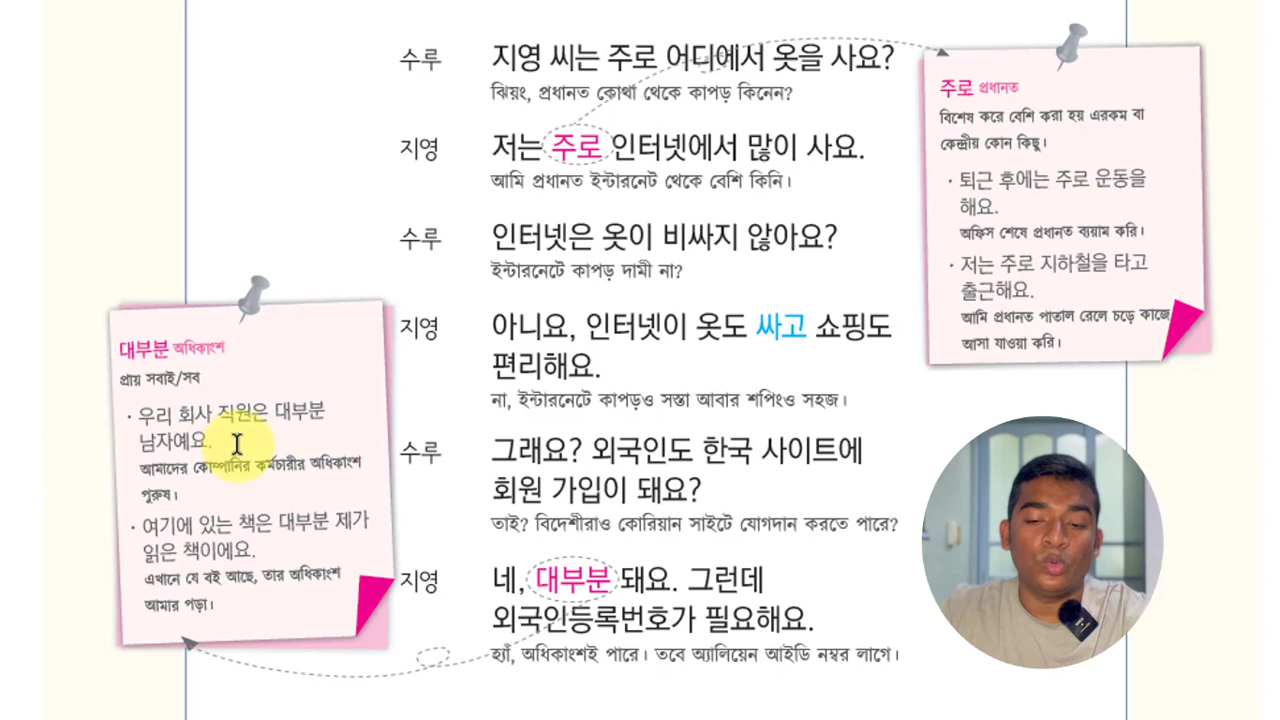 수루 지영 씨는 주로 어디에서 옷을 사요?
ঝিয়ং, প্রধানত কোথা থেকে কাপড় কিনেন?
지영 저는 주로 인터넷에서 많이 사요.
আমি প্রধানত ইন্টারনেট থেকে বেশি কিনি।
수루 인터넷은 옷이 비싸지 않아요?
ইন্টারনেটে কাপড় দামী না?
지영 아니요, 인터넷이 옷도 싸고 쇼핑도
편리해요.
না, ইন্টারনেটে কাপড়ও সস্তা আবার শপিংও সহজ।
수루 그래요? 외국인도 한국 사이트에
회원 가입이 돼요?
তাই? বিদেশীরাও কোরিয়ান সাইটে যোগদান করতে পারে?
지영 네, 대부분 돼요. 그런데
외국인등록번호가 필요해요.
হ্যাঁ, অধিকাংশই পারে। তবে অ্যালিয়েন আইডি নম্বর লাগে।
주로 প্রধানত
বিশেষ করে বেশি করা হয় এরকম বা
কেন্দ্রীয় কোন কিছু।
· 퇴근 후에는 주로 운동을
해요.
অফিস শেষে প্রধানত ব্যয়াম করি।
· 저는 주로 지하철을 타고
출근해요.
আমি প্রধানত পাতাল রেলে চড়ে কাজে
আসা যাওয়া করি।
대부분 অধিকাংশ
প্রায় সবাই/সব
· 우리 회사 직원은 대부분
남자예요.
আমাদের কোম্পানির কর্মচারীর অধিকাংশ
পুরুষ।
· 여기에 있는 책은 대부분 제가
읽은 책이에요.
এখানে যে বই আছে, তার অধিকাংশ
আমার পড়া।